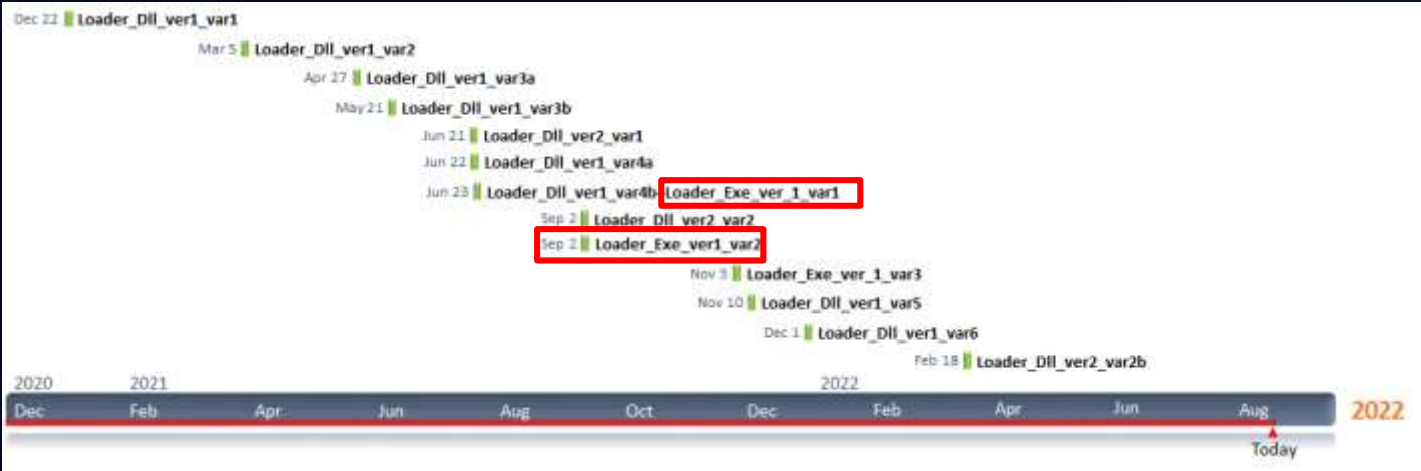 Dec 22 Loader_Dll_ver1_var1
Mar 5 Loader_Dll_ver1_var2
Apr 27 Loader_Dll_ver1_var3a
May 21 Loader_Dll_ver1_var3b
Jun 21 Loader_Dll_ver2_var1
Jun 22 Loader_Dll_ver1_var4a
Jun 23 Loader_Dll_ver1_var4b-Loader_Exe_ver_1_var1
Sep 2 Loader_Dll_ver2_var2
Sep 2 Loader_Exe_ver1_var2
Nov 3 Loader_Exe_ver_1_var3
Nov 10 Loader_Dll_ver1_var5
Dec 1 Loader_Dll_ver1_var6
Feb 18 Loader_Dll_ver2_var2b
2020 2021 2022
Dec Feb Apr Jun Aug Oct Dec Feb Apr Jun Aug 2022
Today